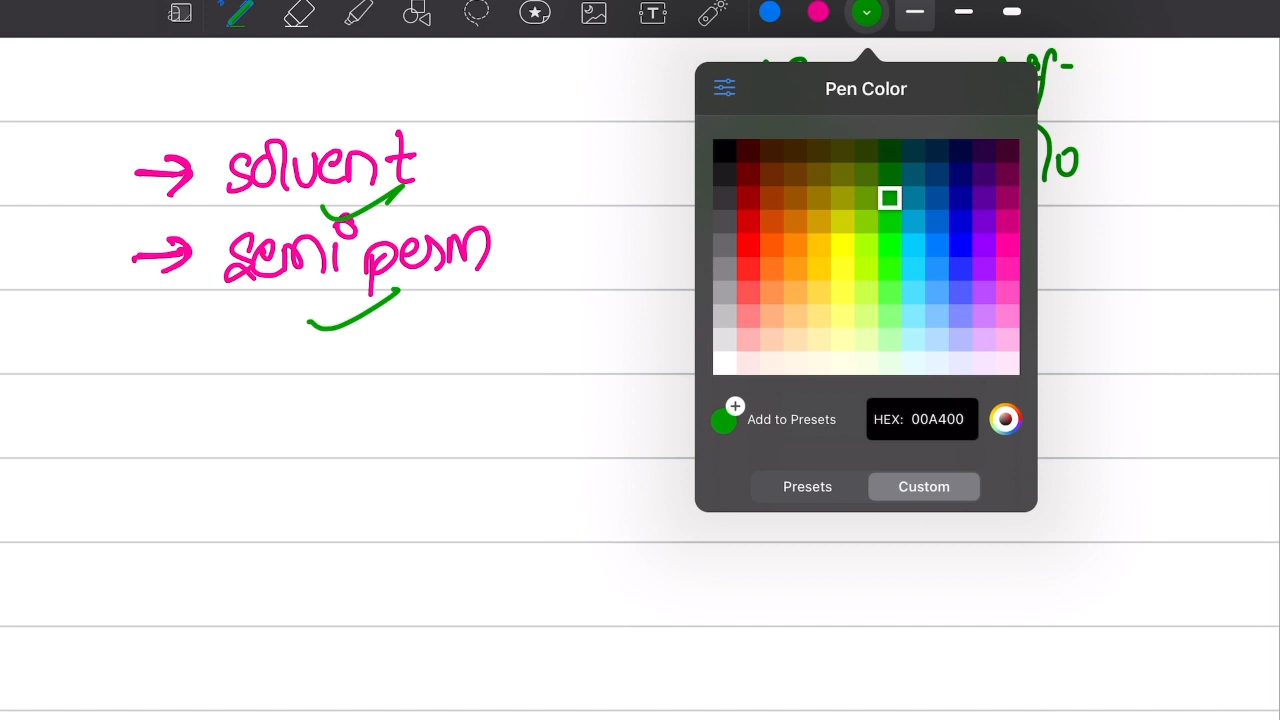 Pen Color
→ solvent
→ semi perm
Add to Presets
HEX: 00A400
Presets
Custom